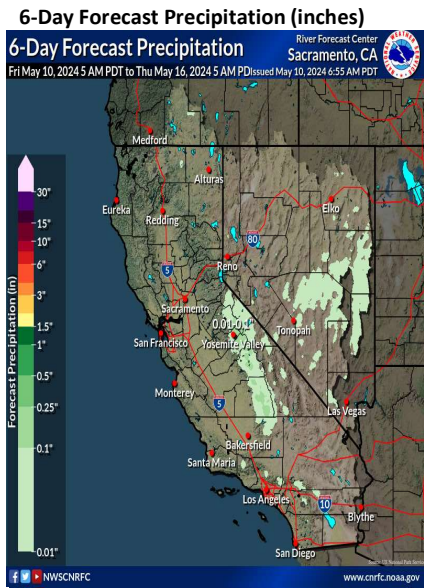 6-Day Forecast Precipitation (inches)
6-Day Forecast Precipitation
River Forecast Center
Sacramento, CA
Fri May 10, 2024 5 AM PDT to Thu May 16, 2024 5 AM PD
Issued May 10, 2024 6:55 AM PDT
Medford
Alturas
Eureka
Redding
Elko
80
Reno
5
Sacramento
0.01-0.1
San Francisco
Yosemite Valley
Tonopah
Monterey
5
Las Vegas
Bakersfield
Santa Maria
Los Angeles
10
Blythe
San Diego
Forecast Precipitation (in)
30"
15"
10"
6"
3"
1.5"
1"
0.5"
0.25"
0.1"
0.01"
NWSCNRFC
www.cnrfc.noaa.gov